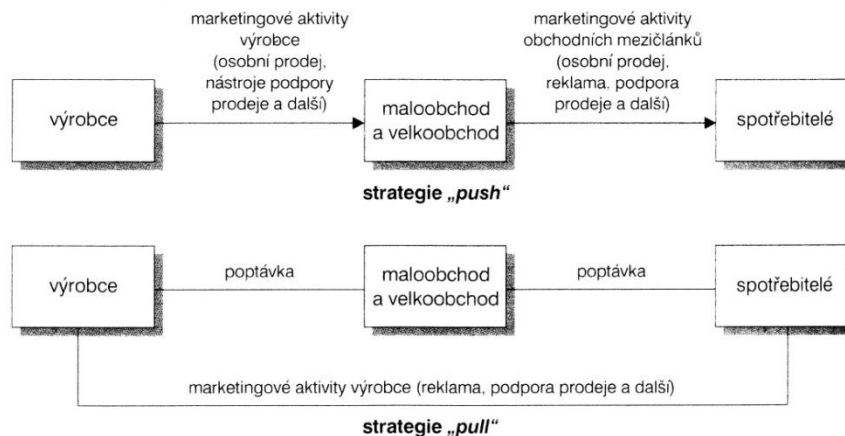 marketingové aktivity
výrobce
(osobní prodej,
nástroje podpory
prodeje a další)
marketingové aktivity
obchodních mezičlánků
(osobní prodej,
reklama, podpora
prodeje a další)
výrobce
maloobchod
a velkoobchod
spotřebitelé
strategie „push“
výrobce
poptávka
maloobchod
a velkoobchod
poptávka
spotřebitelé
marketingové aktivity výrobce (reklama, podpora prodeje a další)
strategie „pull“